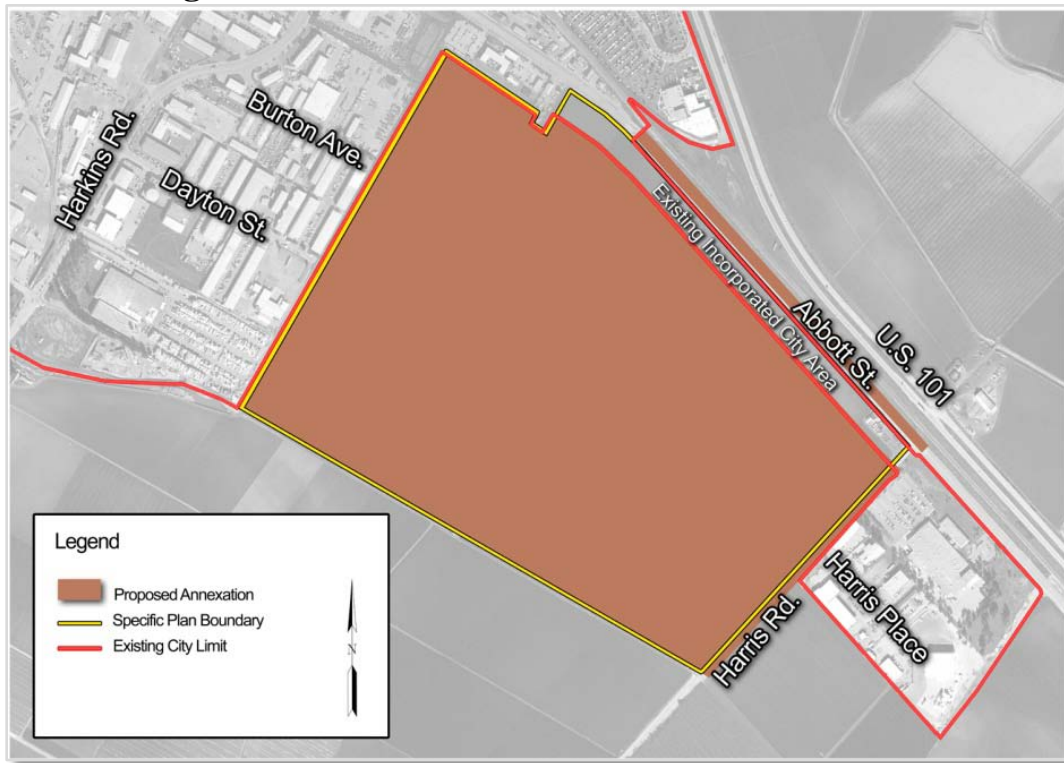 Harkins Rd.
Burton Ave.
Dayton St.
Existing Incorporated City Area
Abbott St.
U.S. 101
Harris Rd.
Harris Place
Legend
Proposed Annexation
Specific Plan Boundary
Existing City Limit
N